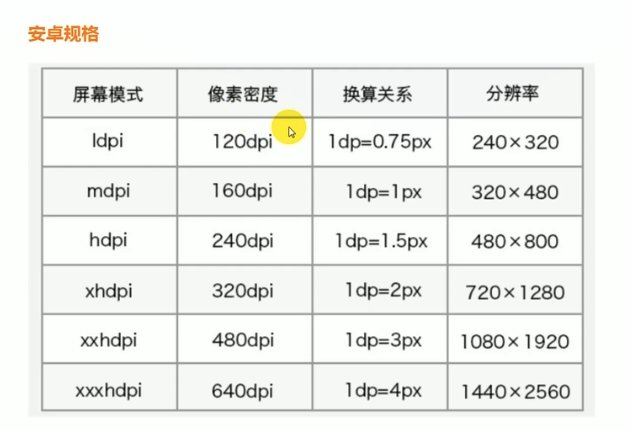 安卓规格
屏幕模式 像素密度 换算关系 分辨率
ldpi 120dpi 1dp=0.75px 240×320
mdpi 160dpi 1dp=1px 320×480
hdpi 240dpi 1dp=1.5px 480×800
xhdpi 320dpi 1dp=2px 720×1280
xxhdpi 480dpi 1dp=3px 1080×1920
xxxhdpi 640dpi 1dp=4px 1440×2560